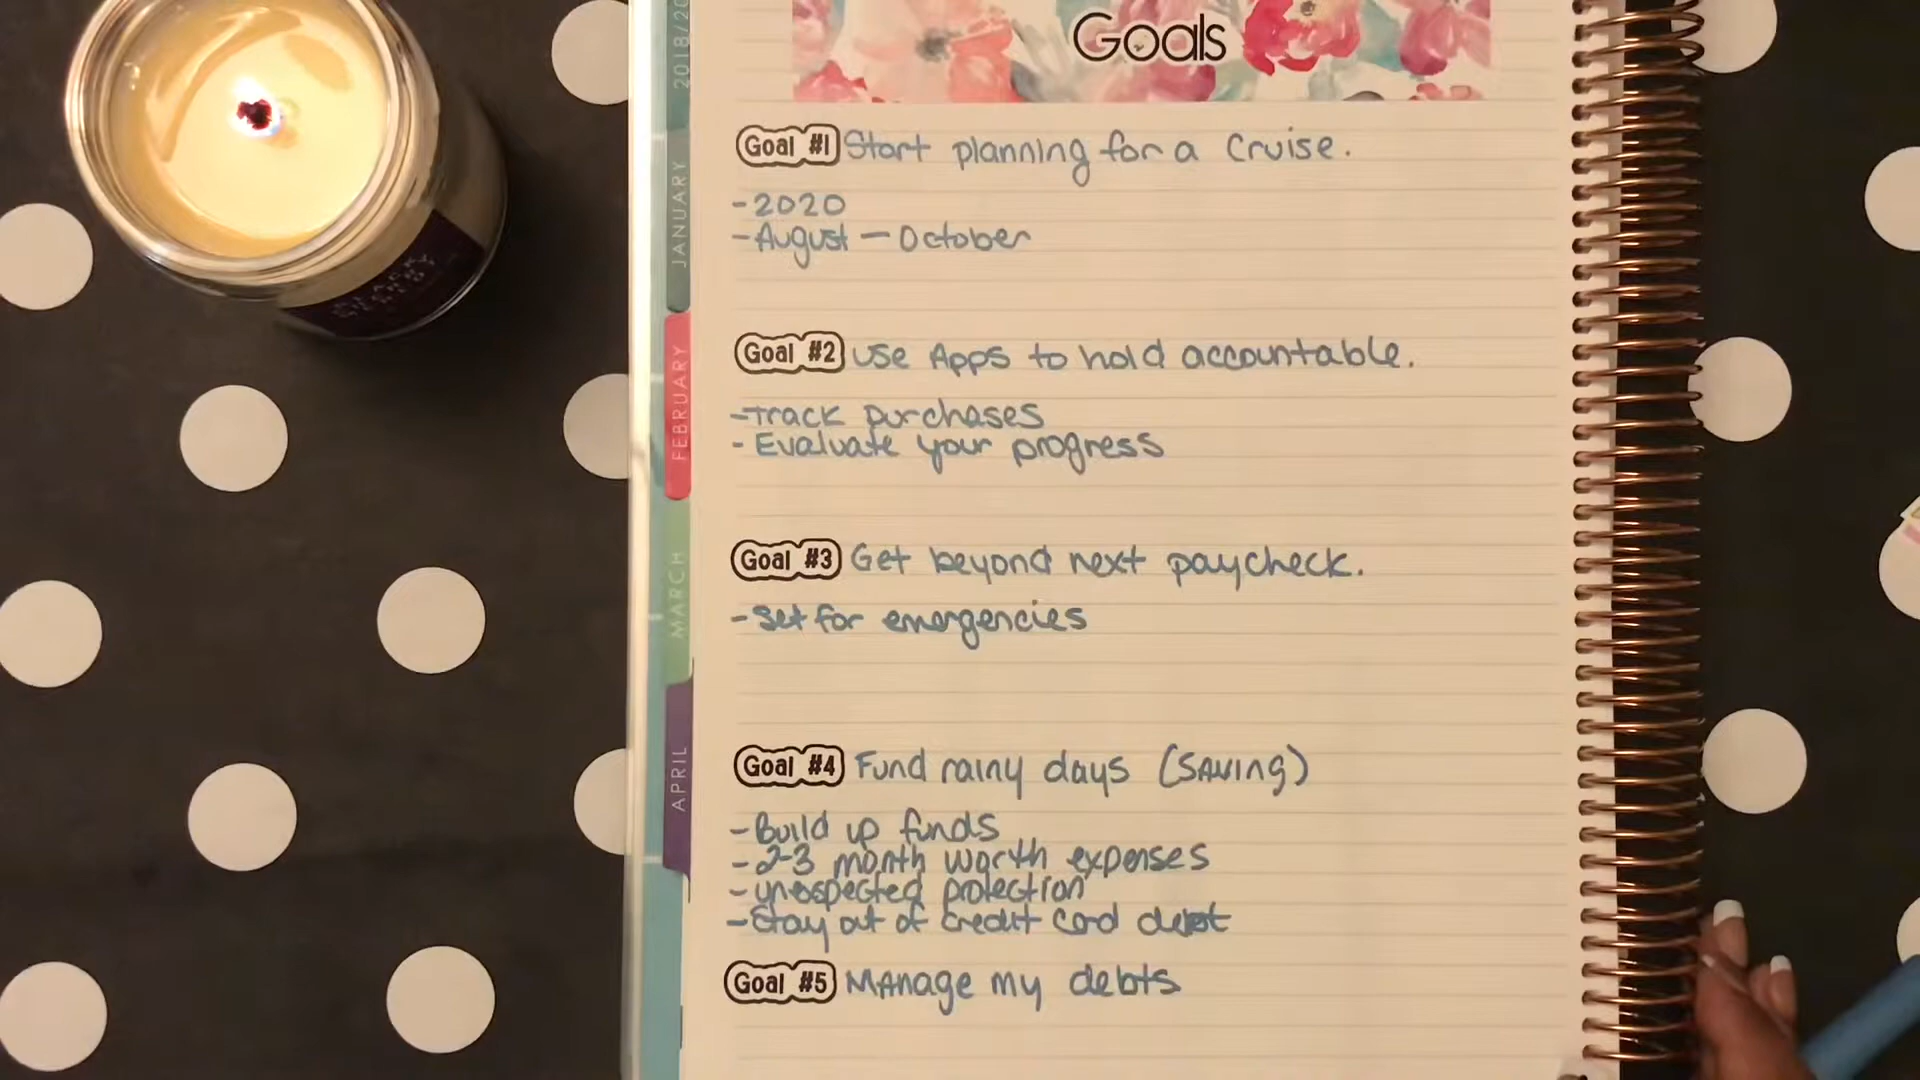 2018/20
JANUARY
FEBRUARY
MARCH
APRIL
Goals
Goal #1 Start planning for a Cruise.
- 2020
- August - October
Goal #2 Use Apps to hold accountable.
- Track purchases
- Evaluate your progress
Goal #3 Get beyond next paycheck.
- Set for emergencies
Goal #4 Fund rainy days (SAVING)
- Build up funds
- 2-3 month worth expenses
- unexspected protection
- Stay out of credit card debt
Goal #5 MANage my debts